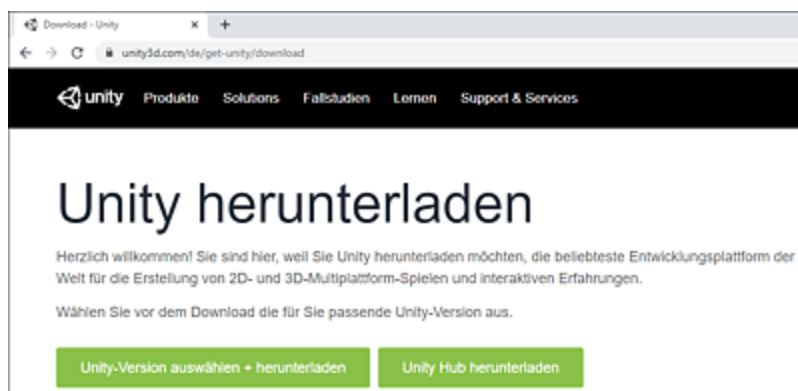 Download - Unity
unity3d.com/de/get-unity/download
unity Produkte Solutions Fallstudien Lernen Support & Services
Unity herunterladen
Herzlich willkommen! Sie sind hier, weil Sie Unity herunterladen möchten, die beliebteste Entwicklungsplattform der
Welt für die Erstellung von 2D- und 3D-Multiplattform-Spielen und interaktiven Erfahrungen.
Wählen Sie vor dem Download die für Sie passende Unity-Version aus.
Unity-Version auswählen + herunterladen Unity Hub herunterladen